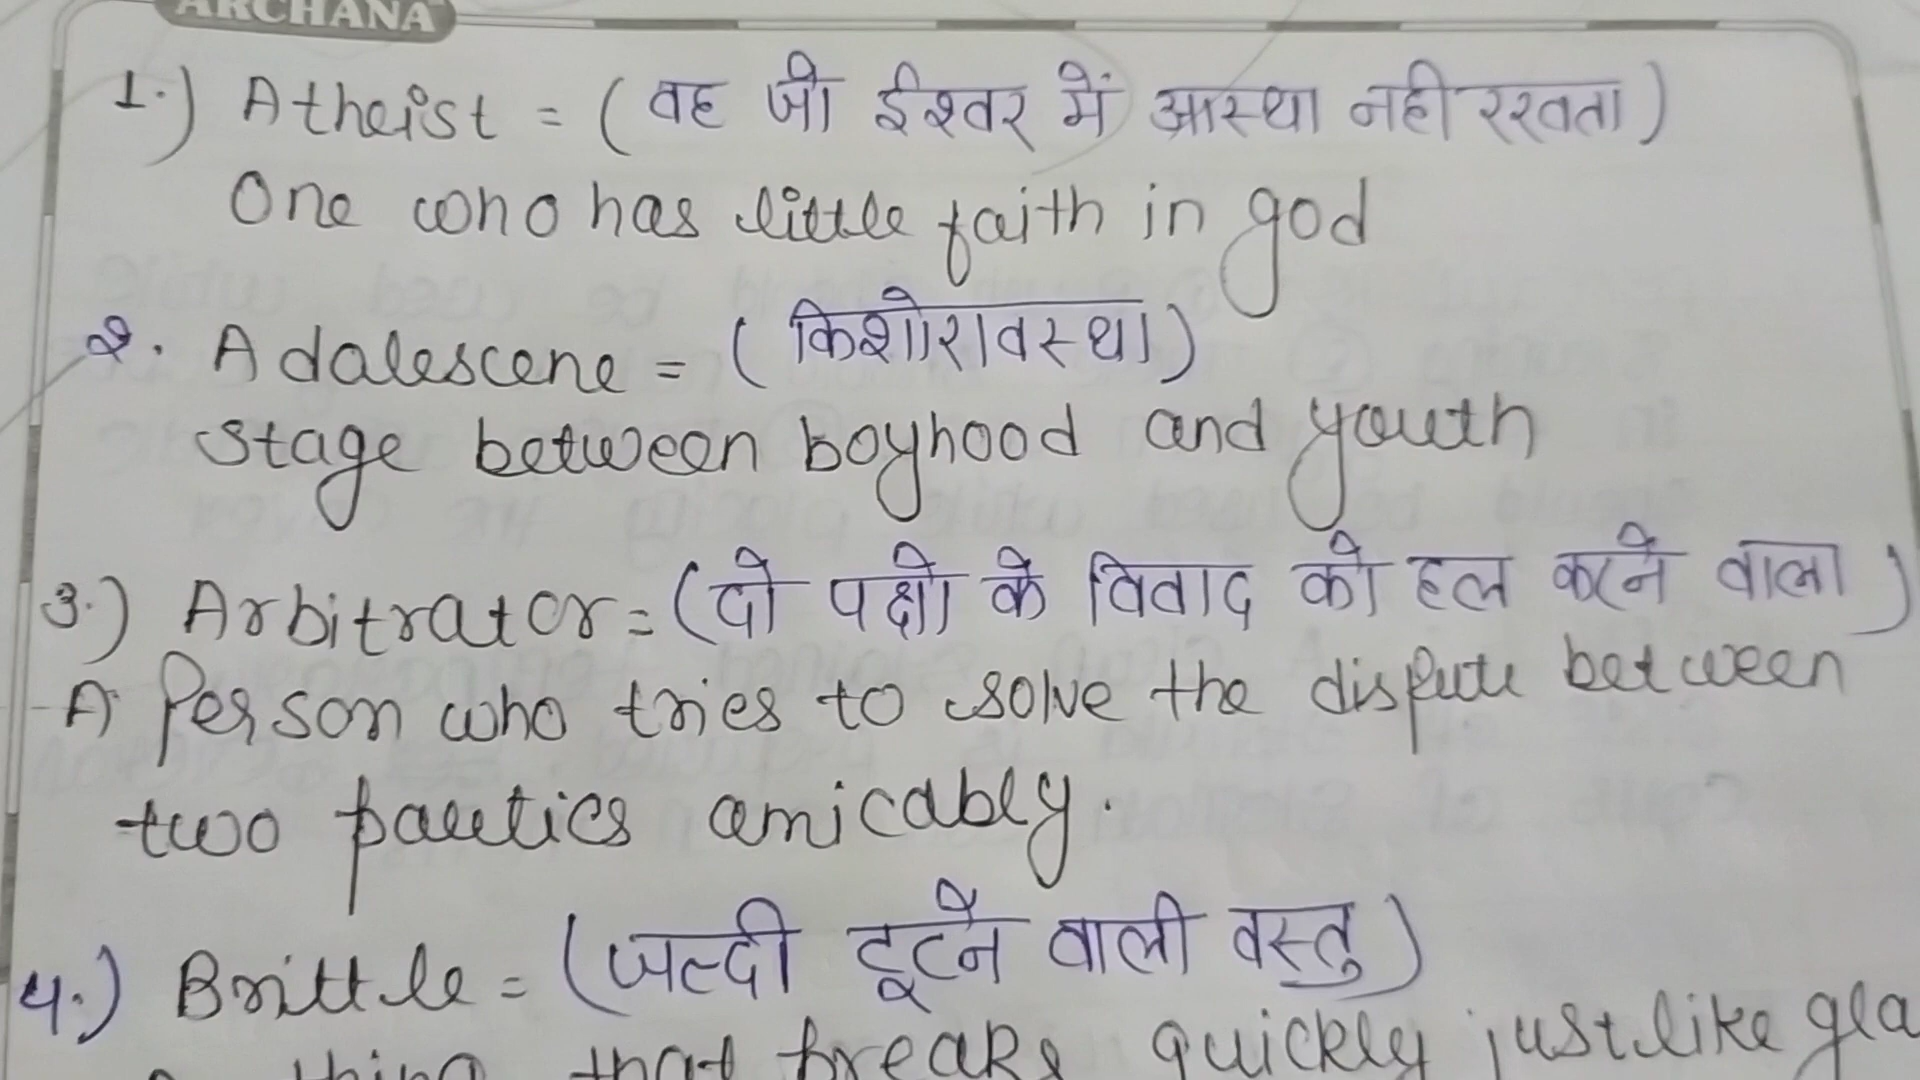 ARCHANA
1.) Atheist = ( वह जो ईश्वर में आस्था नही रखता )
One who has little faith in god
2. Adalescene = ( किशोरावस्था )
stage between boyhood and youth
3.) Arbitrator = ( दो पक्षो के विवाद को हल करने वाला )
A Person who tries to solve the dispute between
two parties amicably.
4.) Brittle = ( जल्दी टूटने वाली वस्तु )
thing that breaks quickly just like gla